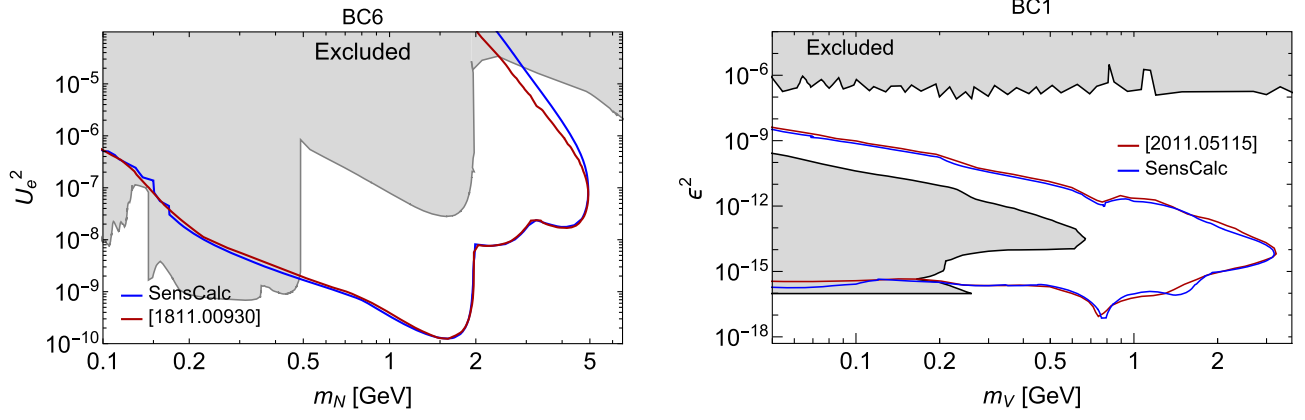 BC6
Excluded
10^-5
10^-6
10^-7
10^-8
10^-9
10^-10
U_e^2
SensCalc
[1811.00930]
0.1 0.2 0.5 1 2 5
m_N [GeV]
BC1
Excluded
10^-6
10^-9
10^-12
10^-15
10^-18
ϵ^2
[2011.05115]
SensCalc
0.1 0.2 0.5 1 2
m_V [GeV]